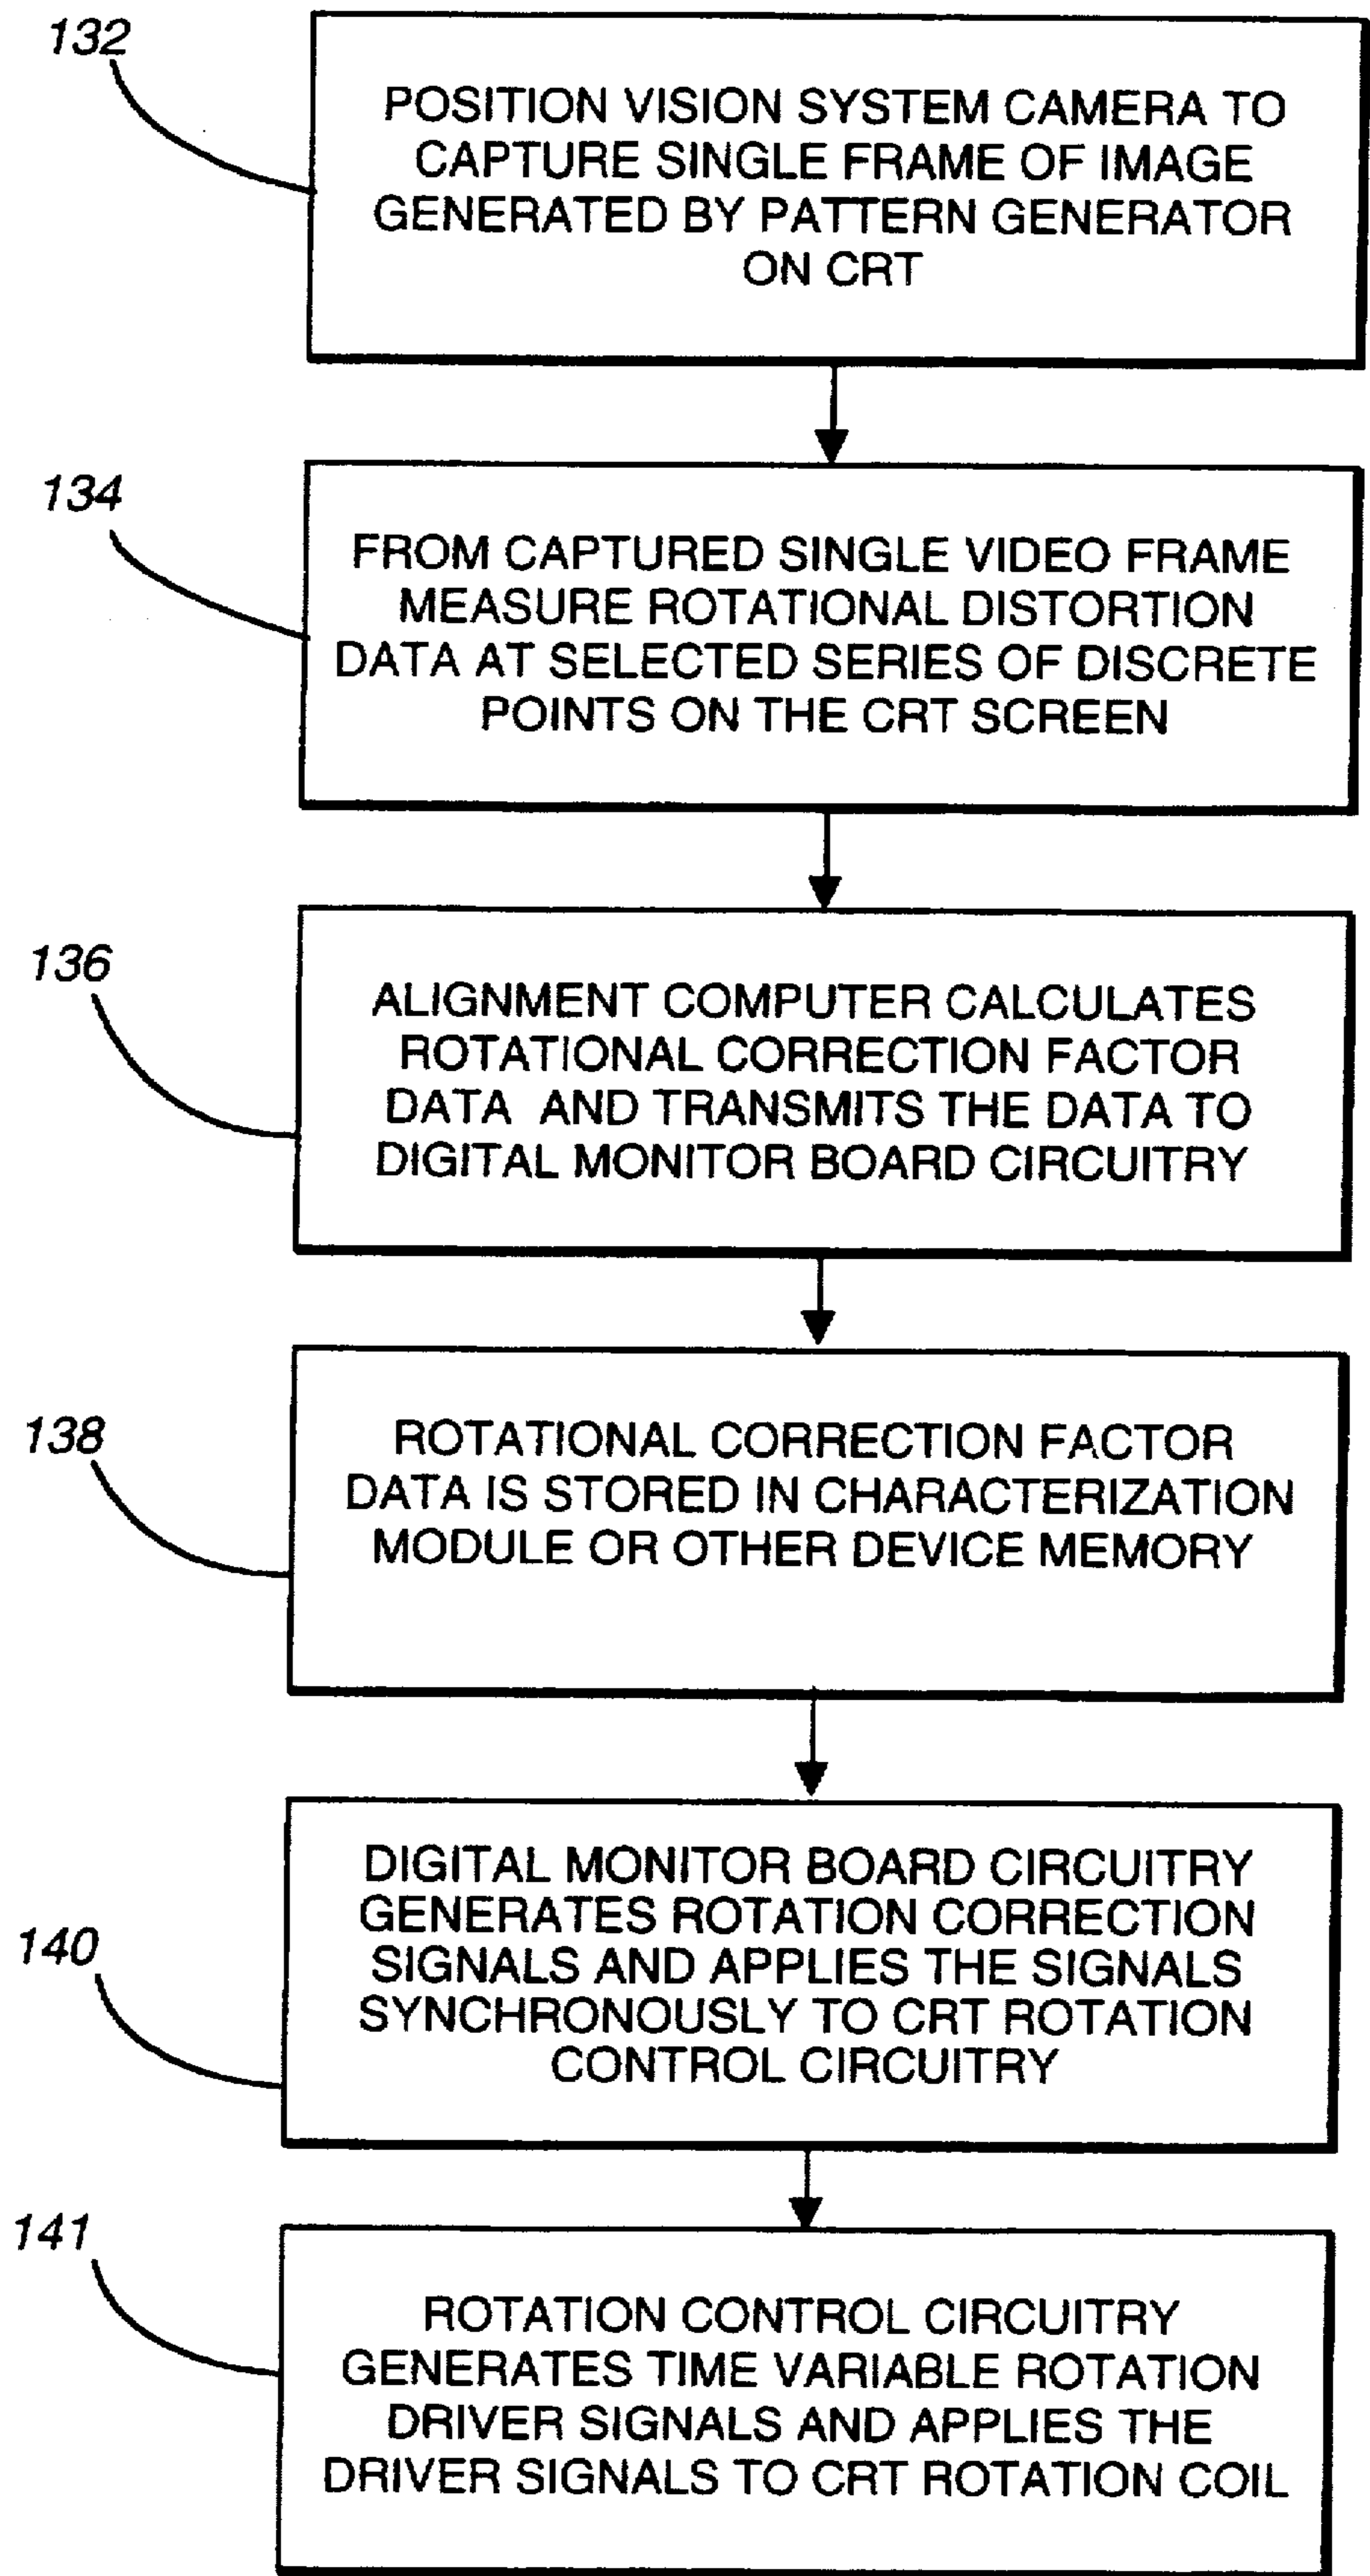 132
POSITION VISION SYSTEM CAMERA TO
CAPTURE SINGLE FRAME OF IMAGE
GENERATED BY PATTERN GENERATOR
ON CRT
134
FROM CAPTURED SINGLE VIDEO FRAME
MEASURE ROTATIONAL DISTORTION
DATA AT SELECTED SERIES OF DISCRETE
POINTS ON THE CRT SCREEN
136
ALIGNMENT COMPUTER CALCULATES
ROTATIONAL CORRECTION FACTOR
DATA AND TRANSMITS THE DATA TO
DIGITAL MONITOR BOARD CIRCUITRY
138
ROTATIONAL CORRECTION FACTOR
DATA IS STORED IN CHARACTERIZATION
MODULE OR OTHER DEVICE MEMORY
140
DIGITAL MONITOR BOARD CIRCUITRY
GENERATES ROTATION CORRECTION
SIGNALS AND APPLIES THE SIGNALS
SYNCHRONOUSLY TO CRT ROTATION
CONTROL CIRCUITRY
141
ROTATION CONTROL CIRCUITRY
GENERATES TIME VARIABLE ROTATION
DRIVER SIGNALS AND APPLIES THE
DRIVER SIGNALS TO CRT ROTATION COIL